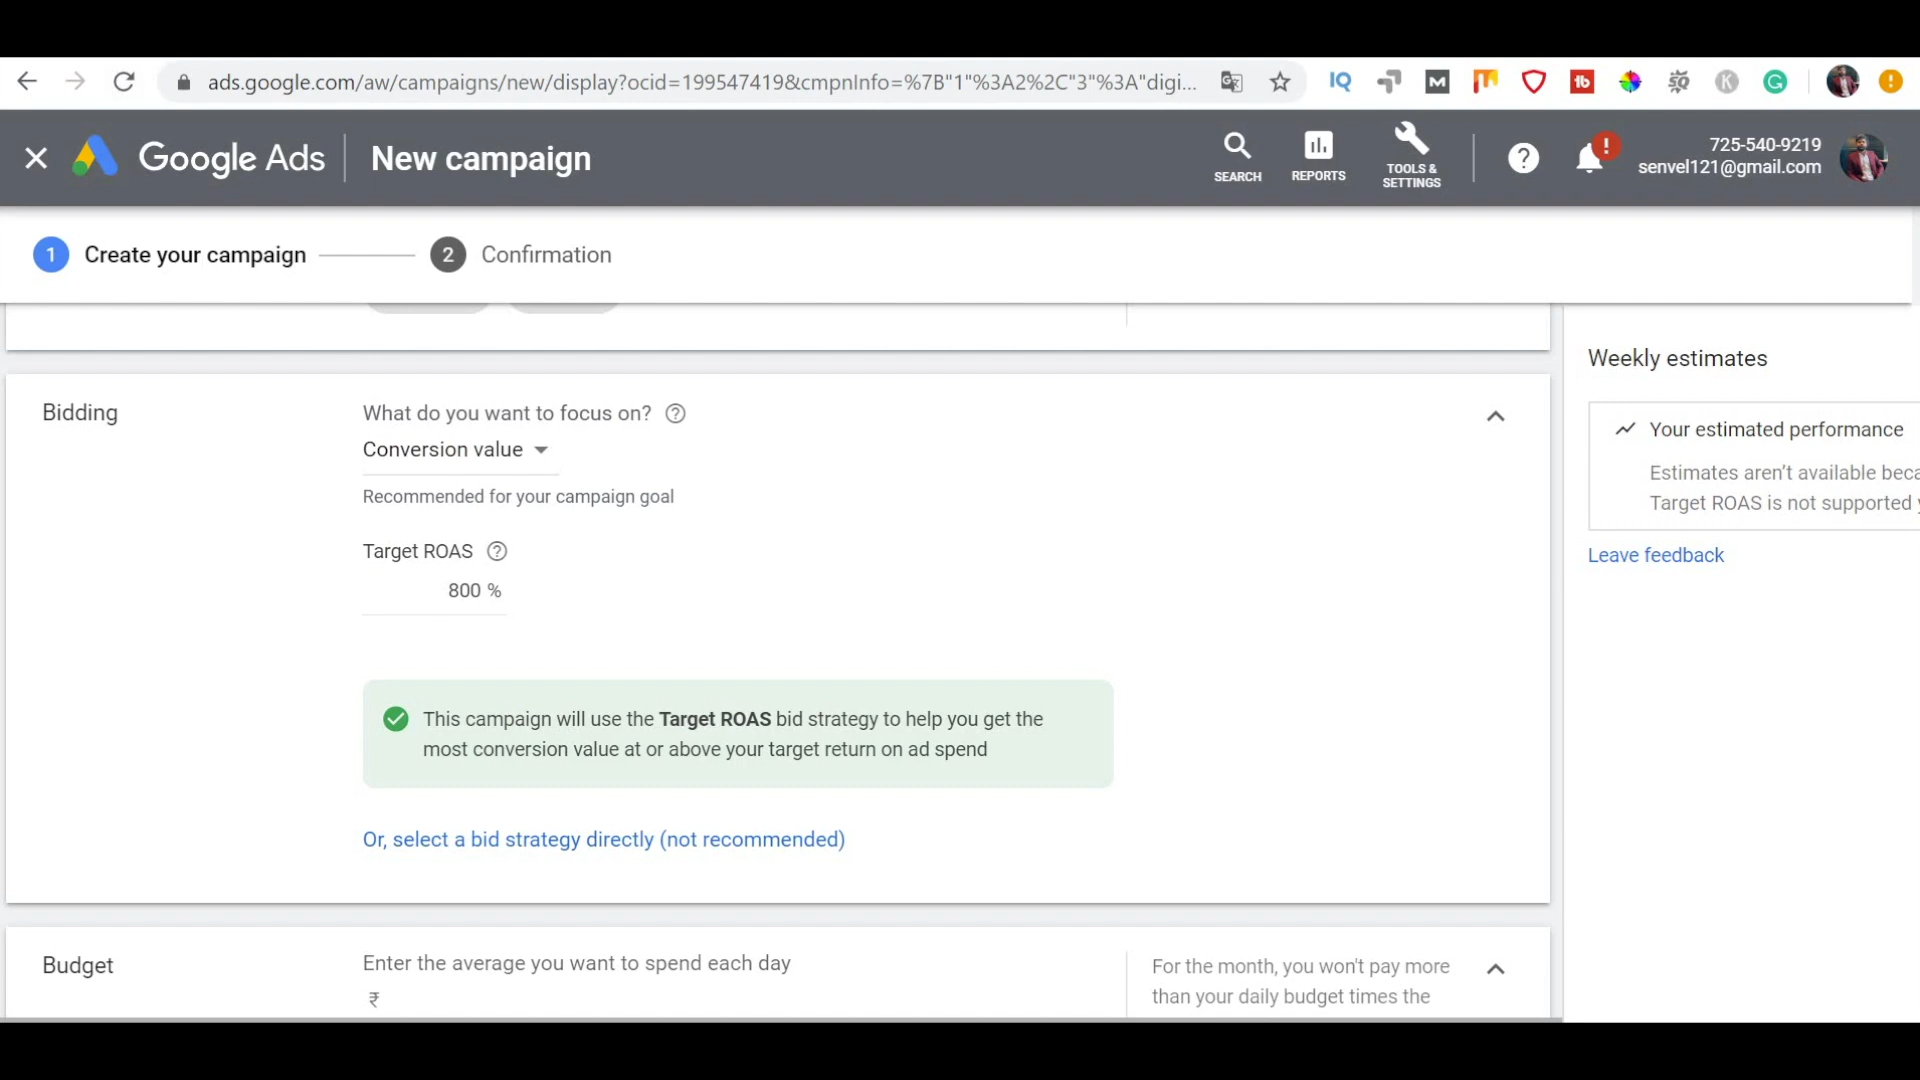 ads.google.com/aw/campaigns/new/display?ocid=199547419&cmpnInfo=%7B"1"%3A2%2C"3"%3A"digi...
IQ
M
tb
K
G
Google Ads
New campaign
SEARCH
REPORTS
TOOLS &
SETTINGS
?
!
725-540-9219
senvel121@gmail.com
1
Create your campaign
2
Confirmation
Weekly estimates
Your estimated performance
Estimates aren't available beca
Target ROAS is not supported
Leave feedback
Bidding
What do you want to focus on?
Conversion value
Recommended for your campaign goal
Target ROAS
800 %
This campaign will use the Target ROAS bid strategy to help you get the
most conversion value at or above your target return on ad spend
Or, select a bid strategy directly (not recommended)
Budget
Enter the average you want to spend each day
₹
For the month, you won't pay more
than your daily budget times the